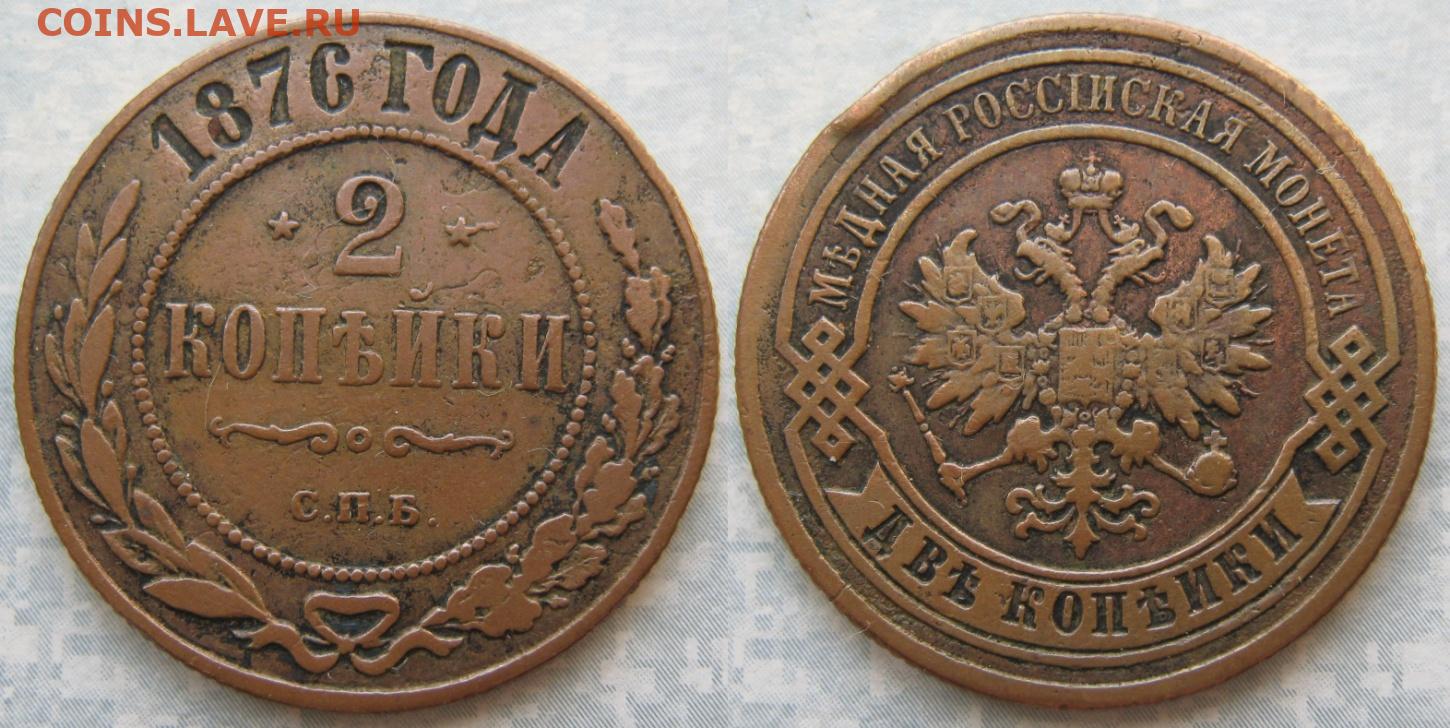 COINS.LAVE.RU
1876 ГОДА
2
КОПѢЙКИ
С.П.Б.
МѢДНАЯ РОССІЙСКАЯ МОНЕТА
ДВѢ КОПѢЙКИ